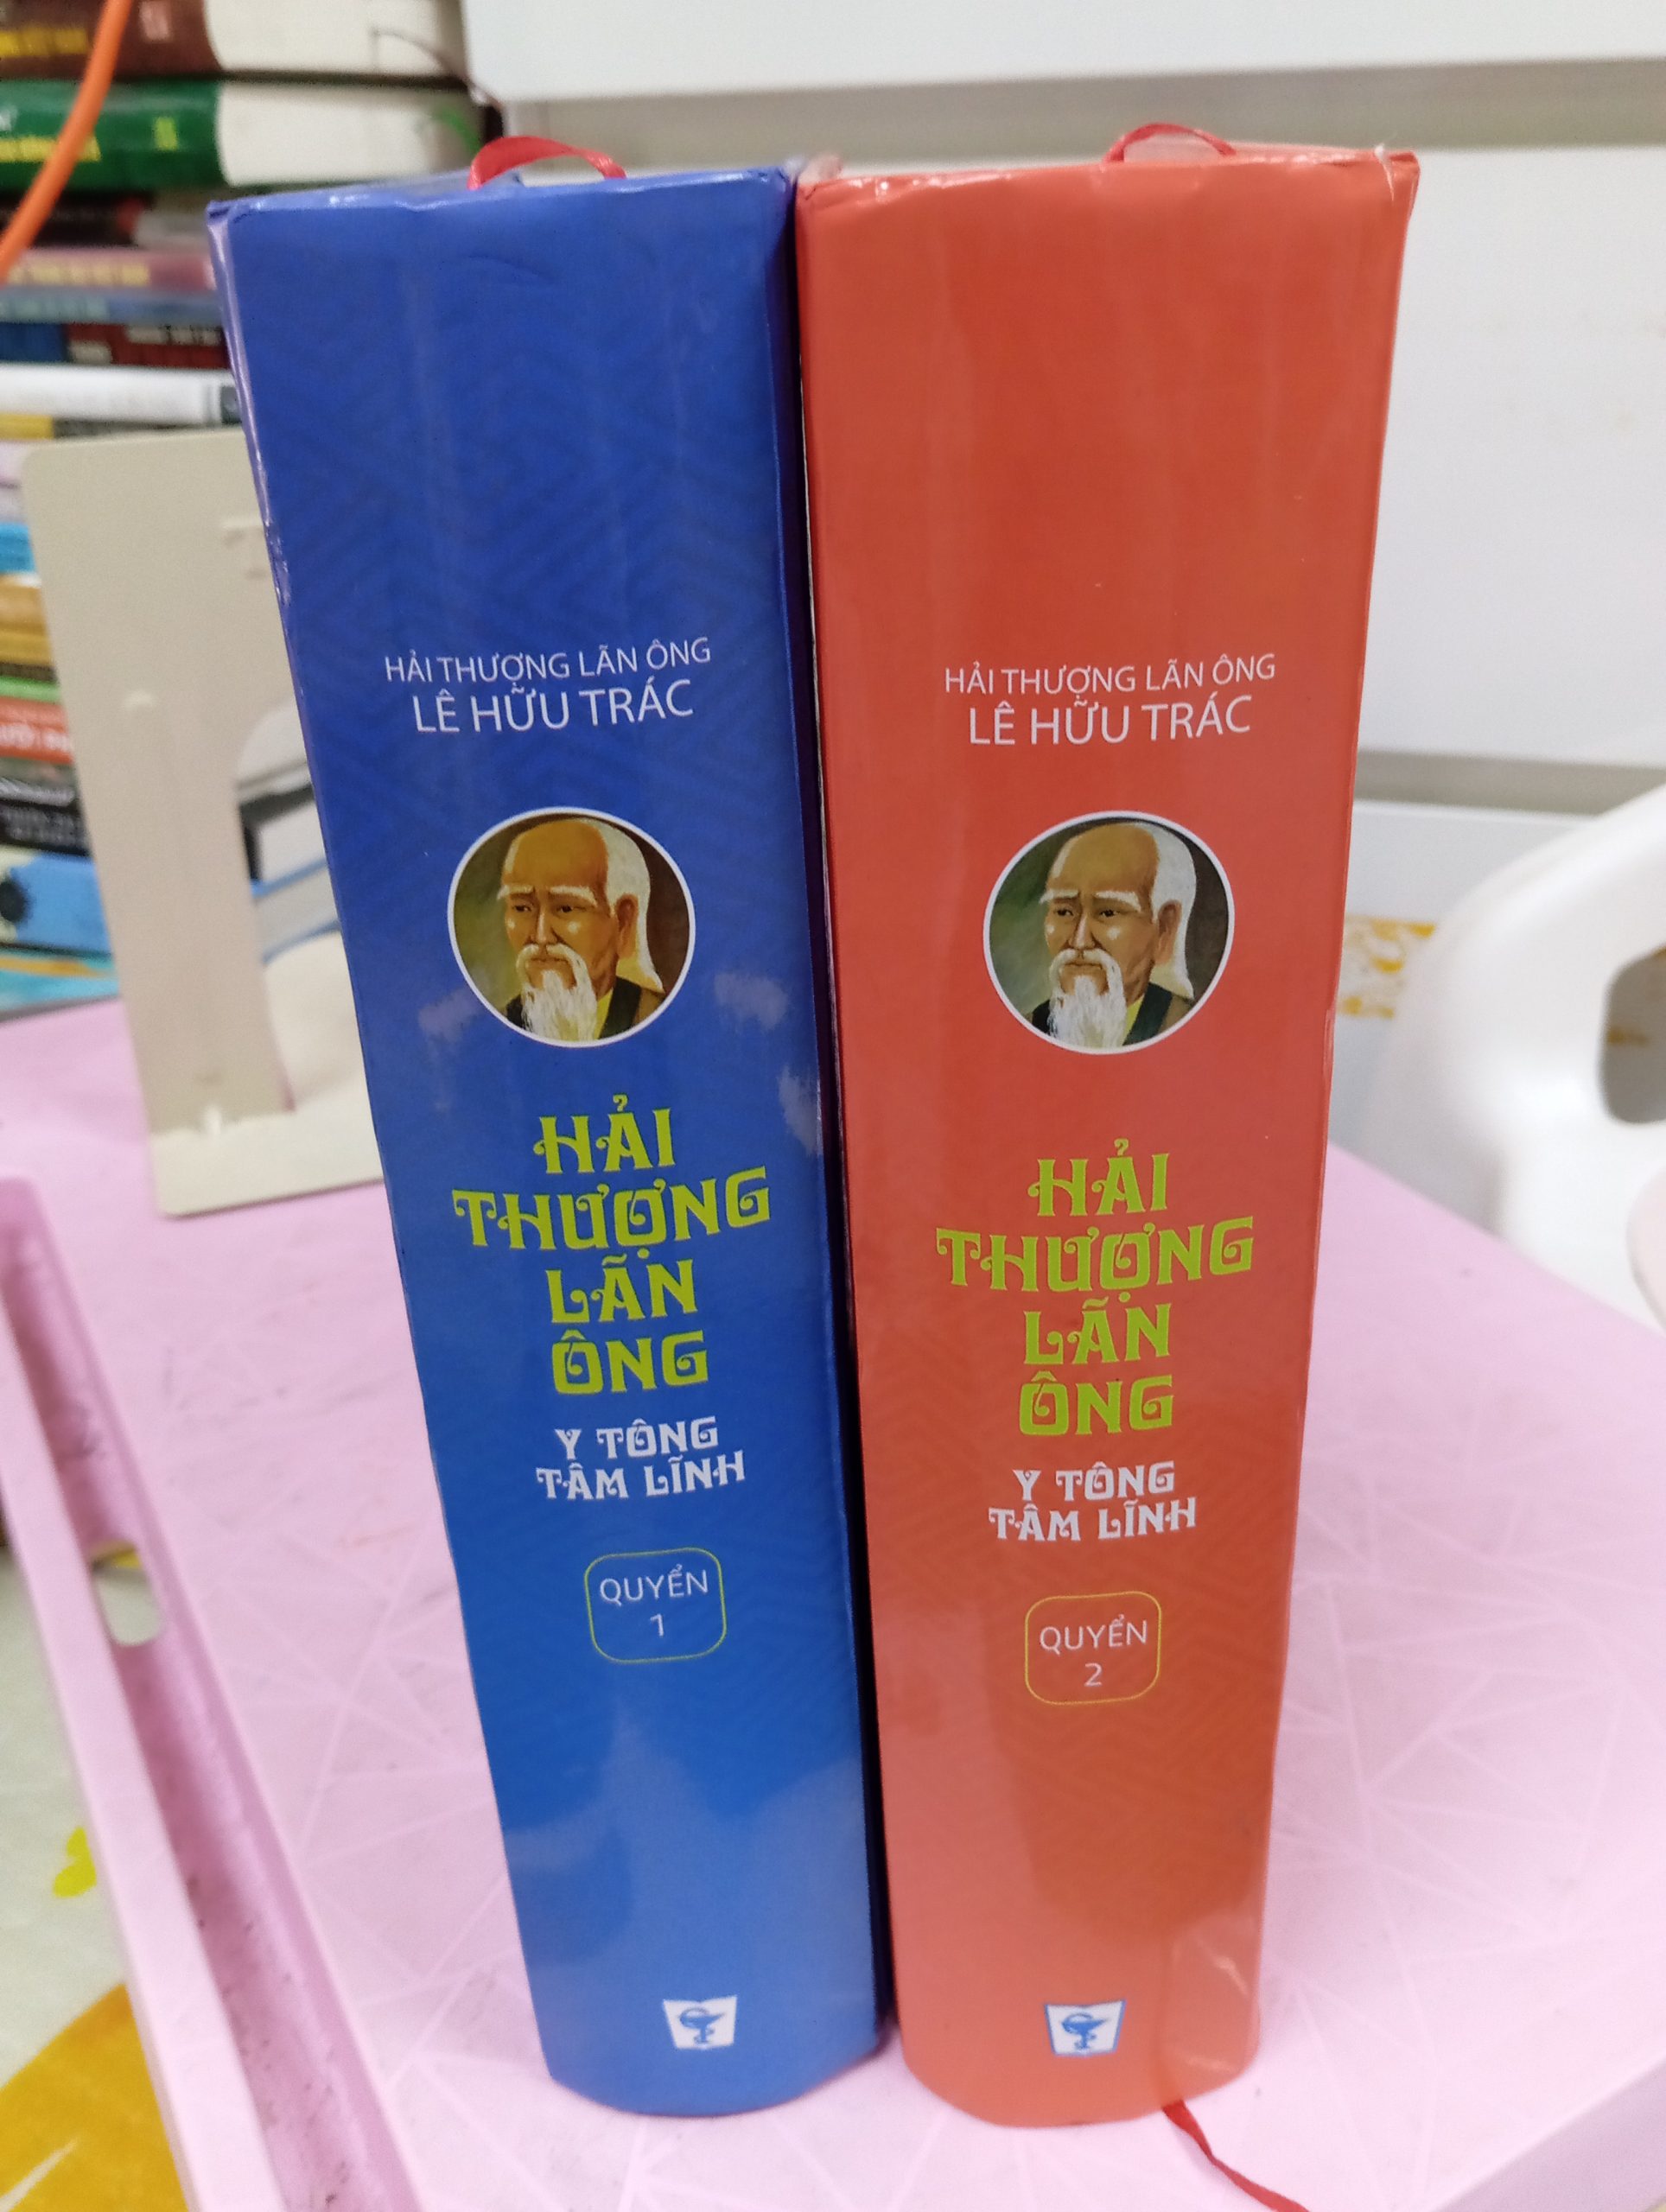 HẢI THƯỢNG LÃN ÔNG
LÊ HỮU TRÁC
HẢI
THƯỢNG
LÃN
ÔNG
Y TÔNG
TÂM LĨNH
QUYỂN
1
HẢI THƯỢNG LÃN ÔNG
LÊ HỮU TRÁC
HẢI
THƯỢNG
LÃN
ÔNG
Y TÔNG
TÂM LĨNH
QUYỂN
2